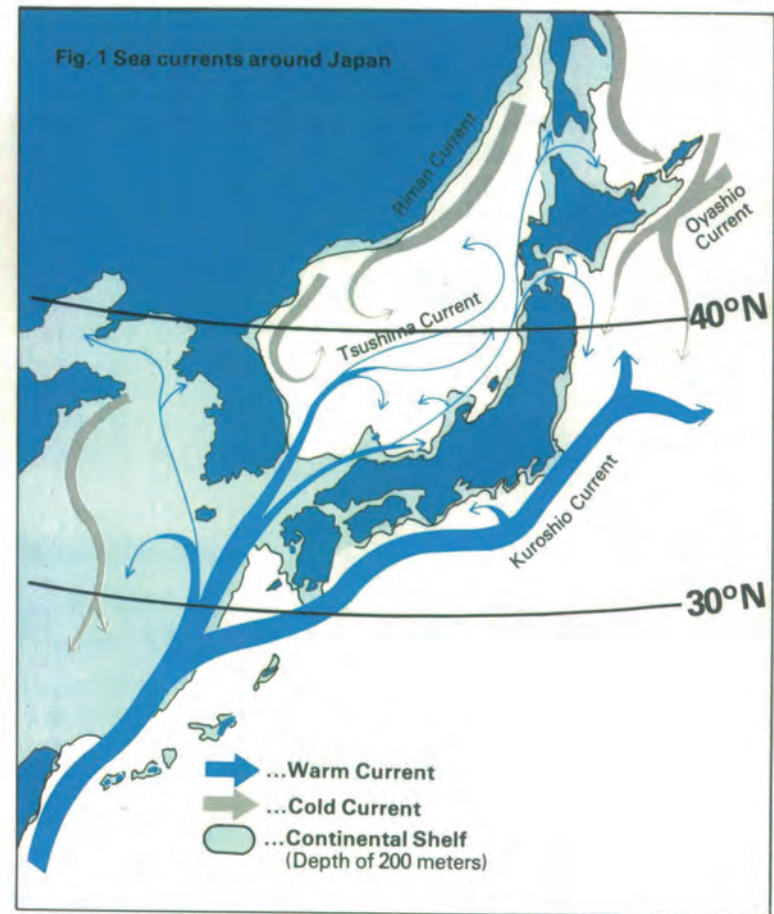 Fig. 1 Sea currents around Japan
Riman Current
Oyashio
Current
Tsushima Current
40°N
Kuroshio Current
30°N
...Warm Current
...Cold Current
...Continental Shelf
(Depth of 200 meters)